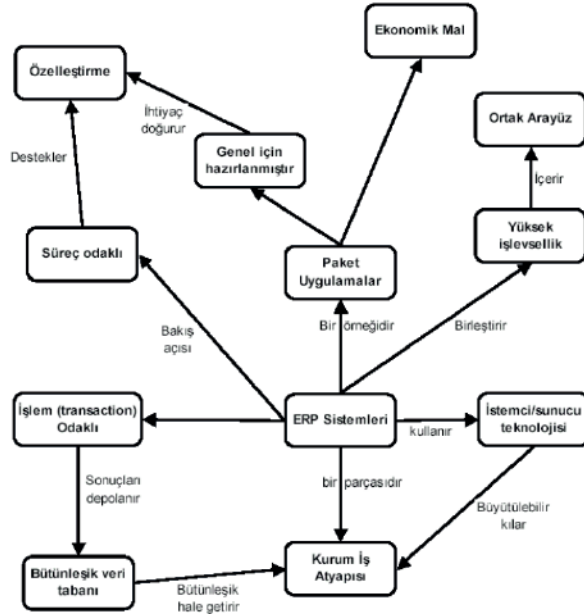 Ekonomik Mal
Özelleştirme
İhtiyaç
doğurur
Ortak Arayüz
Genel için
hazırlanmıştır
Destekler
İçerir
Süreç odaklı
Paket
Uygulamalar
Yüksek
işlevsellik
Bakış
açısı
Bir örneğidir
Birleştirir
İşlem (transaction)
Odaklı
ERP Sistemleri
kullanır
İstemci/sunucu
teknolojisi
Sonuçları
depolanır
bir parçasıdır
Büyütülebilir
kılar
Bütünleşik veri
tabanı
Bütünleşik
hale getirir
Kurum İş
Atyapısı